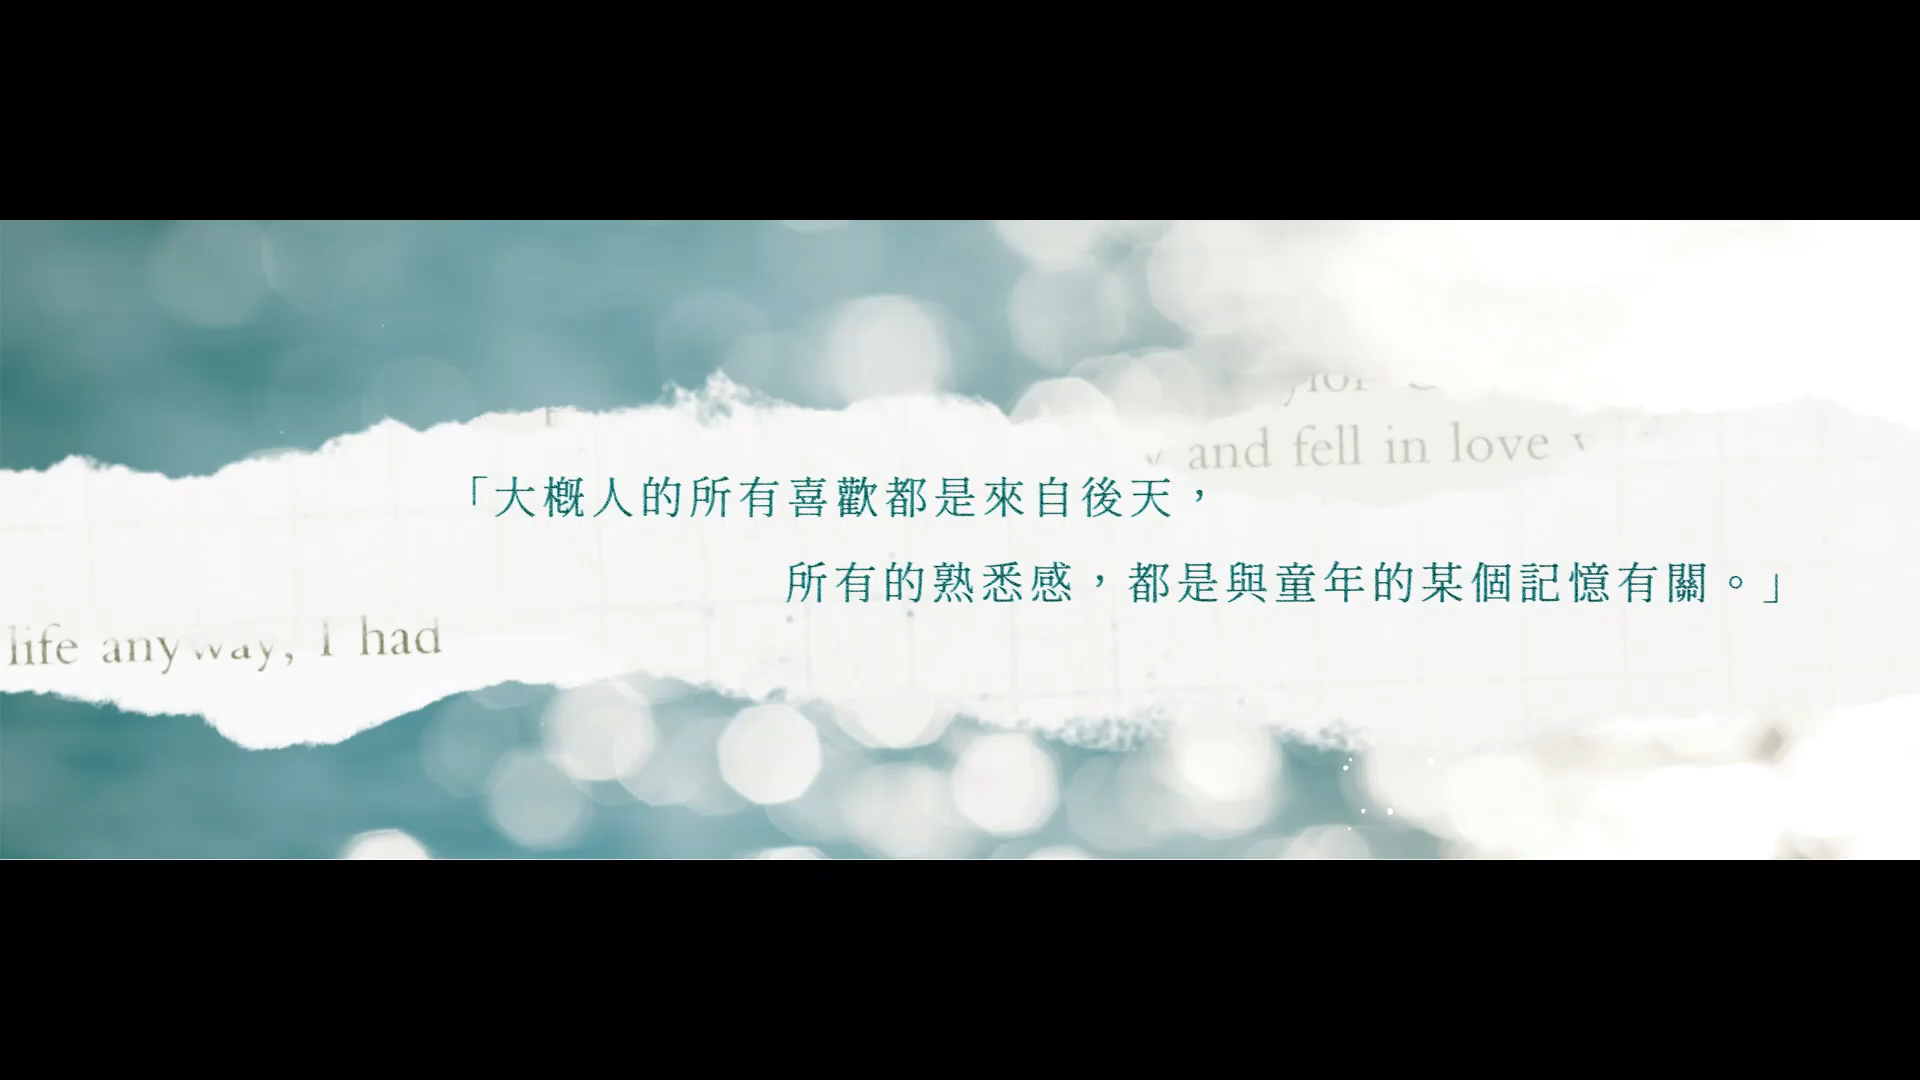 and fell in love
「大概人的所有喜歡都是來自後天，
所有的熟悉感，都是與童年的某個記憶有關。」
life anyway, I had